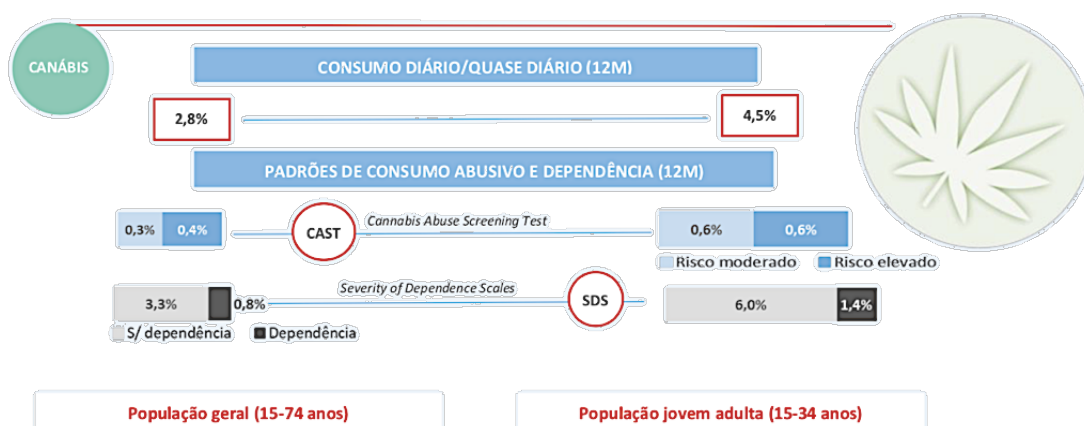 CANÁBIS
CONSUMO DIÁRIO/QUASE DIÁRIO (12M)
2,8%
4,5%
PADRÕES DE CONSUMO ABUSIVO E DEPENDÊNCIA (12M)
0,3% 0,4%
CAST
Cannabis Abuse Screening Test
0,6% 0,6%
Risco moderado Risco elevado
3,3% 0,8%
Severity of Dependence Scales
SDS
6,0% 1,4%
S/ dependência Dependência
População geral (15-74 anos)
População jovem adulta (15-34 anos)